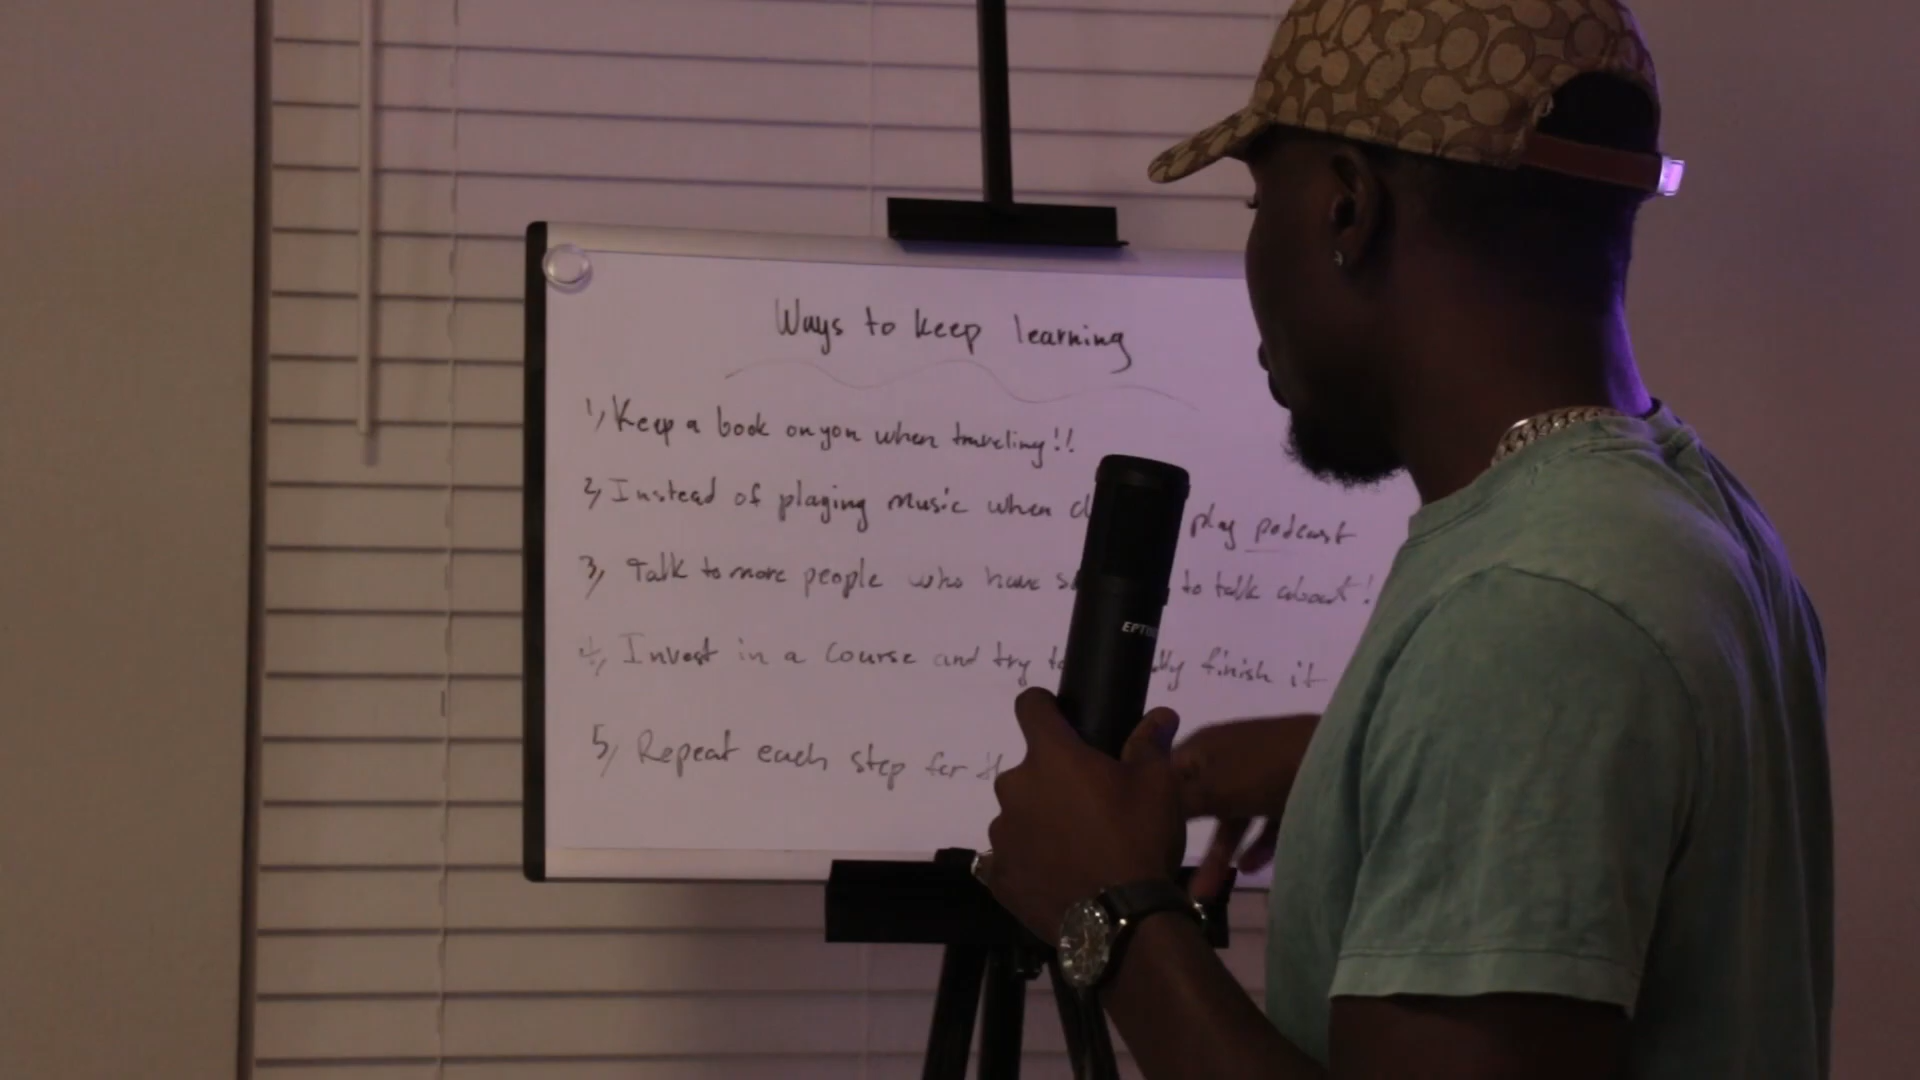 Ways to keep learning
1, Keep a book on you when traveling!!
2, Instead of playing music when play podcast
3, Talk to more people who have to talk about!
4, Invest in a course and try finish it
5, Repeat each step for
EPT